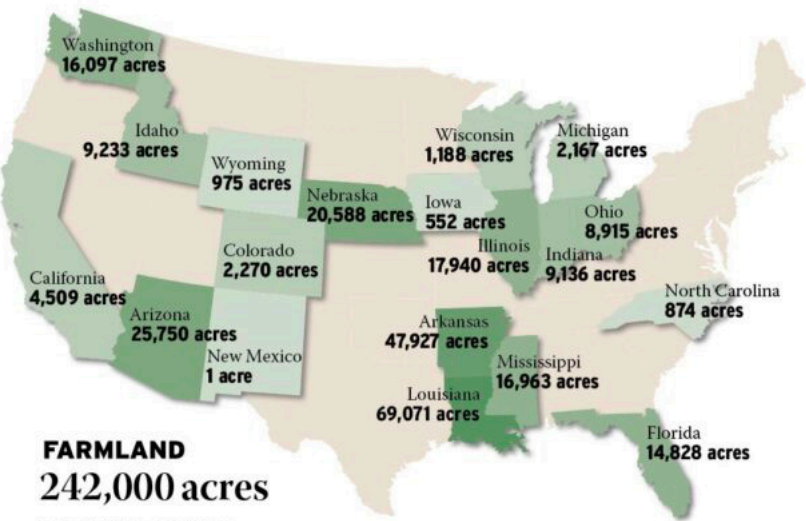 Washington
16,097 acres
Idaho
9,233 acres
Wyoming
975 acres
Nebraska
20,588 acres
Iowa
552 acres
Wisconsin
1,188 acres
Michigan
2,167 acres
Ohio
8,915 acres
Illinois
17,940 acres
Indiana
9,136 acres
Colorado
2,270 acres
California
4,509 acres
Arizona
25,750 acres
New Mexico
1 acre
North Carolina
874 acres
Arkansas
47,927 acres
Mississippi
16,963 acres
Louisiana
69,071 acres
Florida
14,828 acres
FARMLAND
242,000 acres